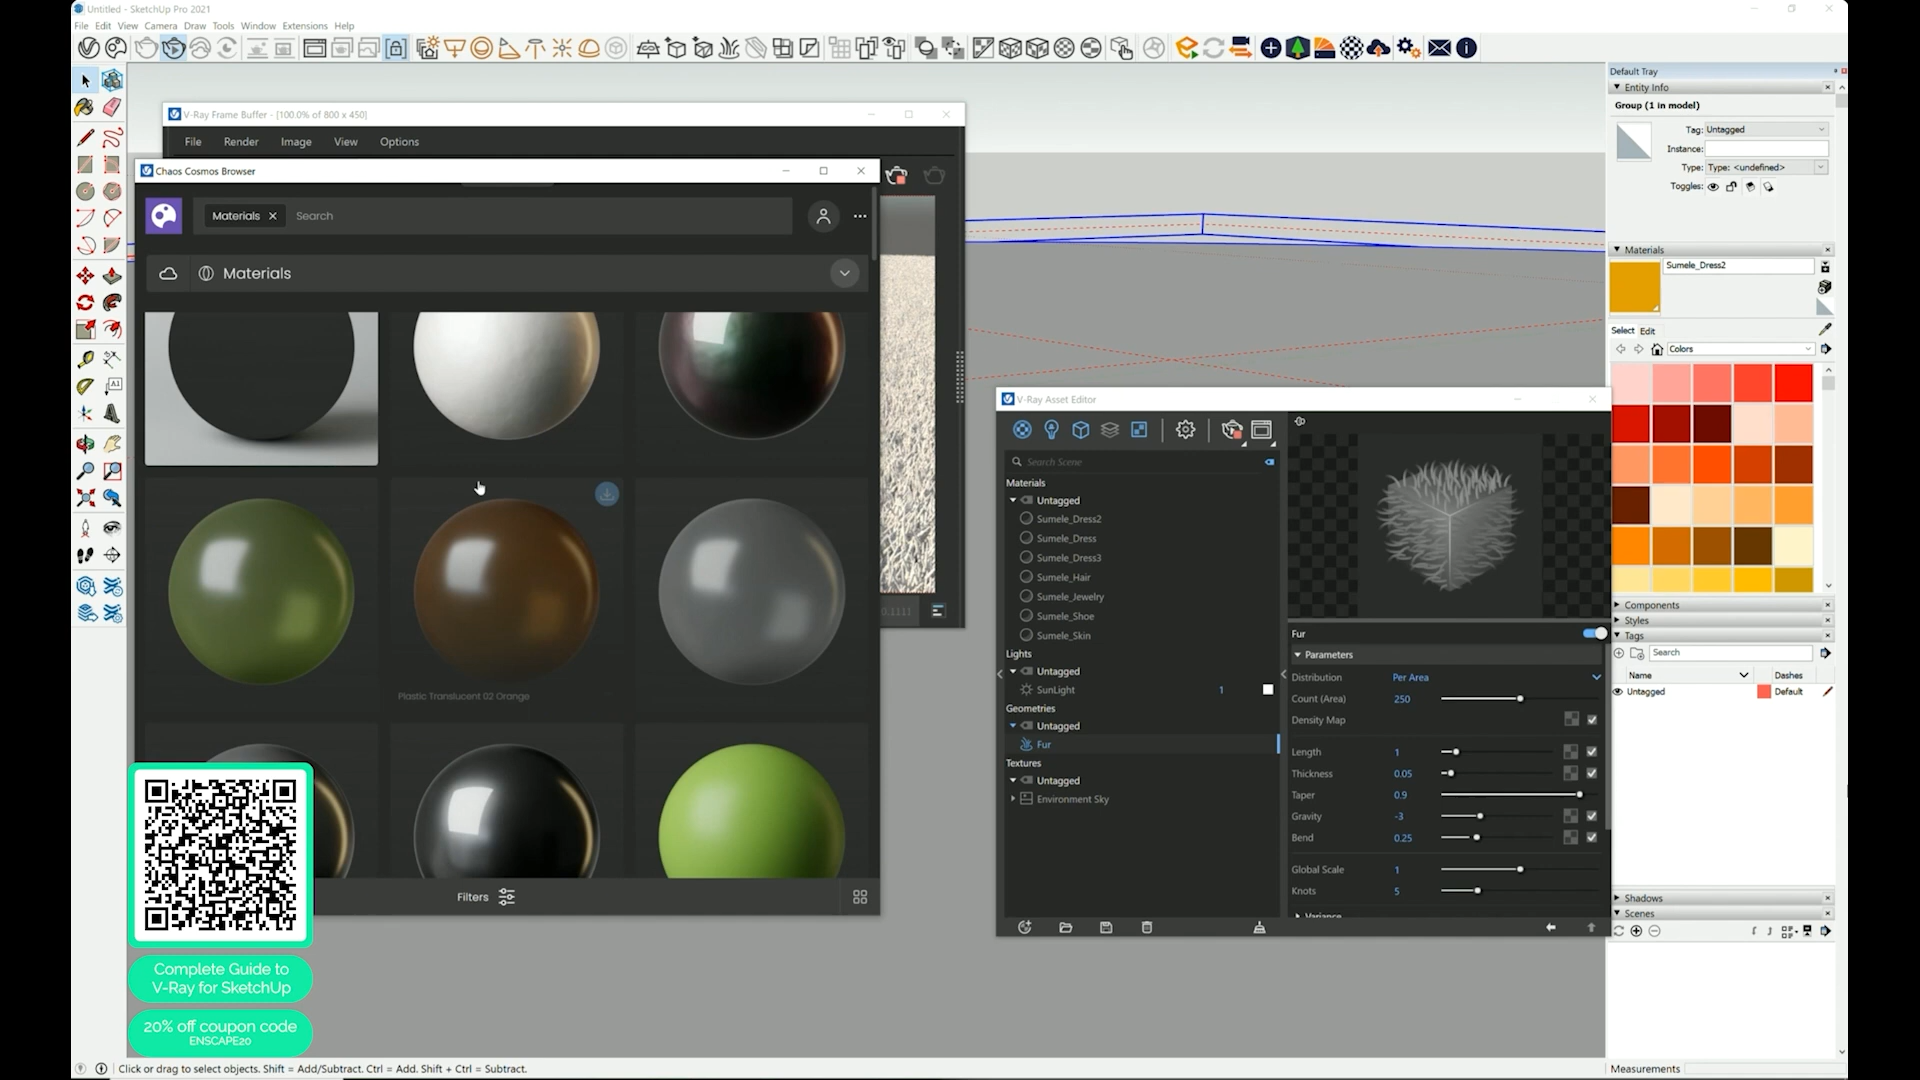 Untitled - SketchUp Pro 2021
File Edit View Camera Draw Tools Window Extensions Help
V-Ray Frame Buffer - [100.0% of 800 x 450]
File Render Image View Options
Chaos Cosmos Browser
Materials × Search
Materials
Plastic Translucent 02 Orange
Filters
0.1111
A1
Complete Guide to
V-Ray for SketchUp
20% off coupon code
ENSCAPE20
V-Ray Asset Editor
Search Scene
Materials
Untagged
Sumele_Dress2
Sumele_Dress
Sumele_Dress3
Sumele_Hair
Sumele_Jewelry
Sumele_Shoe
Sumele_Skin
Lights
Untagged
SunLight 1
Geometries
Untagged
Fur
Textures
Untagged
Environment Sky
Fur
Parameters
Distribution Per Area
Count (Area) 250
Density Map
Length 1
Thickness 0.05
Taper 0.9
Gravity -3
Bend 0.25
Global Scale 1
Knots 5
Variance
Default Tray
Entity Info
Group (1 in model)
Tag: Untagged
Instance:
Type: Type: <undefined>
Toggles:
Materials
Sumele_Dress2
Select Edit
Colors
Components
Styles
Tags
Search
Name Dashes
Untagged Default
Shadows
Scenes
Click or drag to select objects. Shift = Add/Subtract. Ctrl = Add. Shift + Ctrl = Subtract.
Measurements